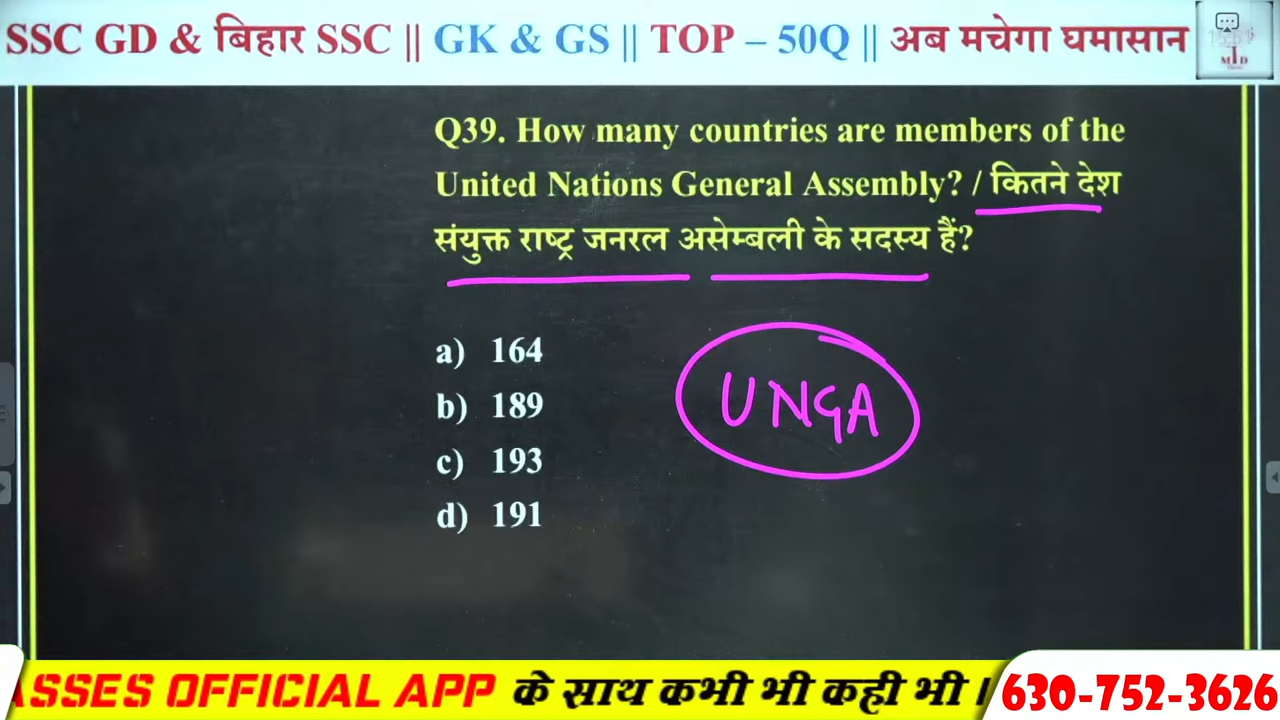 SSC GD & बिहार SSC || GK & GS || TOP – 50Q || अब मचेगा घमासान
Q39. How many countries are members of the
United Nations General Assembly? / कितने देश
संयुक्त राष्ट्र जनरल असेम्बली के सदस्य हैं?
a) 164
b) 189
c) 193
d) 191
UNGA
ASSES OFFICIAL APP के साथ कभी भी कही भी।
630-752-3626